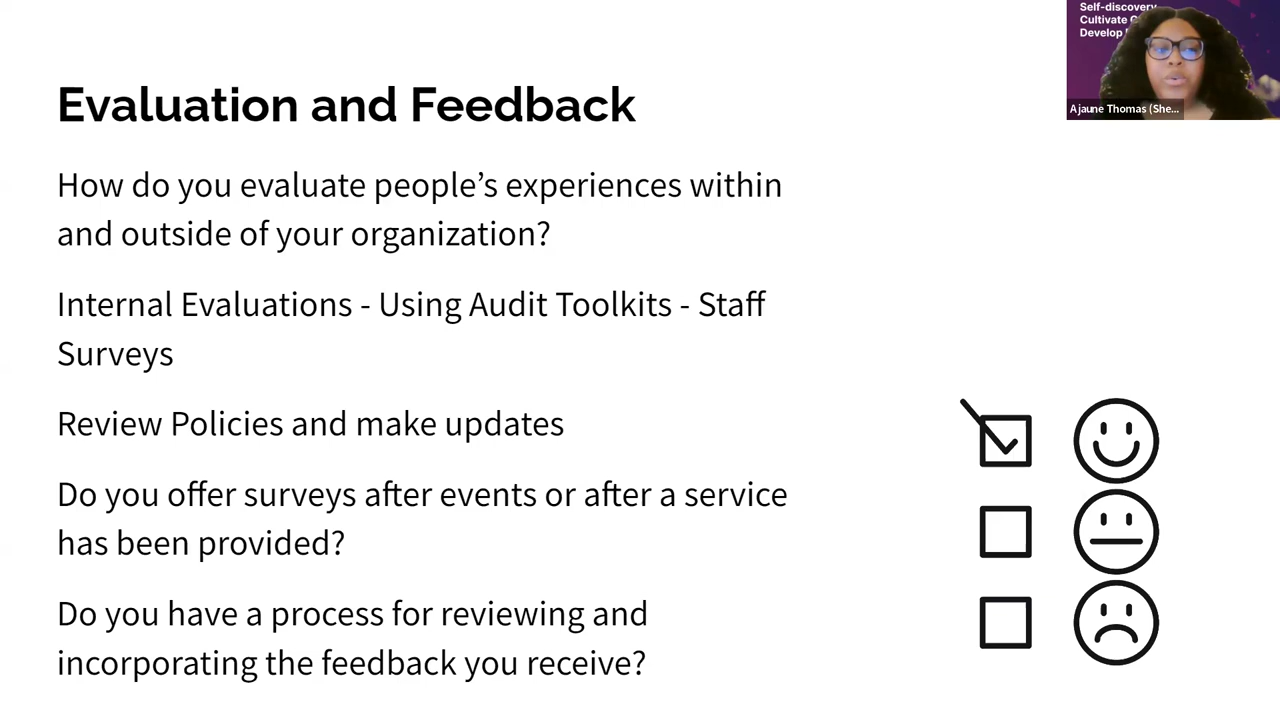 Evaluation and Feedback
How do you evaluate people’s experiences within
and outside of your organization?
Internal Evaluations - Using Audit Toolkits - Staff
Surveys
Review Policies and make updates
Do you offer surveys after events or after a service
has been provided?
Do you have a process for reviewing and
incorporating the feedback you receive?
Self-discovery
Cultivate
Develop
Ajaune Thomas (She...